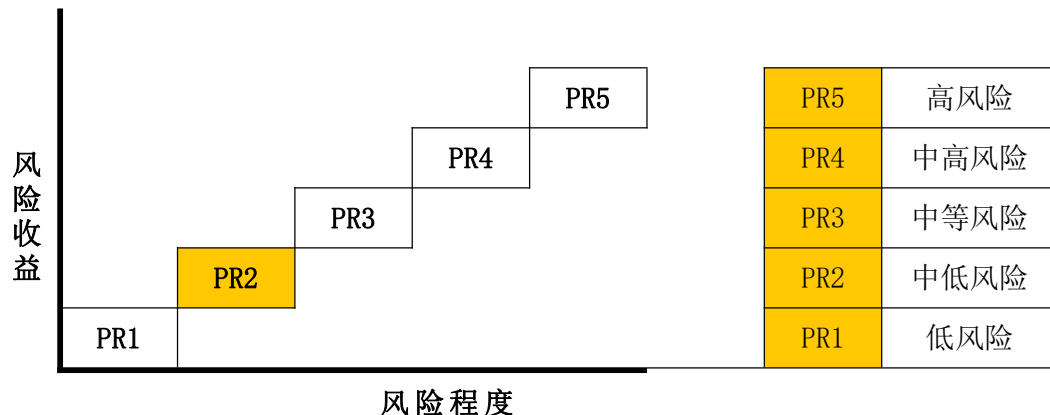 风险收益
PR5
PR4
PR3
PR2
PR1
风险程度
PR5 高风险
PR4 中高风险
PR3 中等风险
PR2 中低风险
PR1 低风险